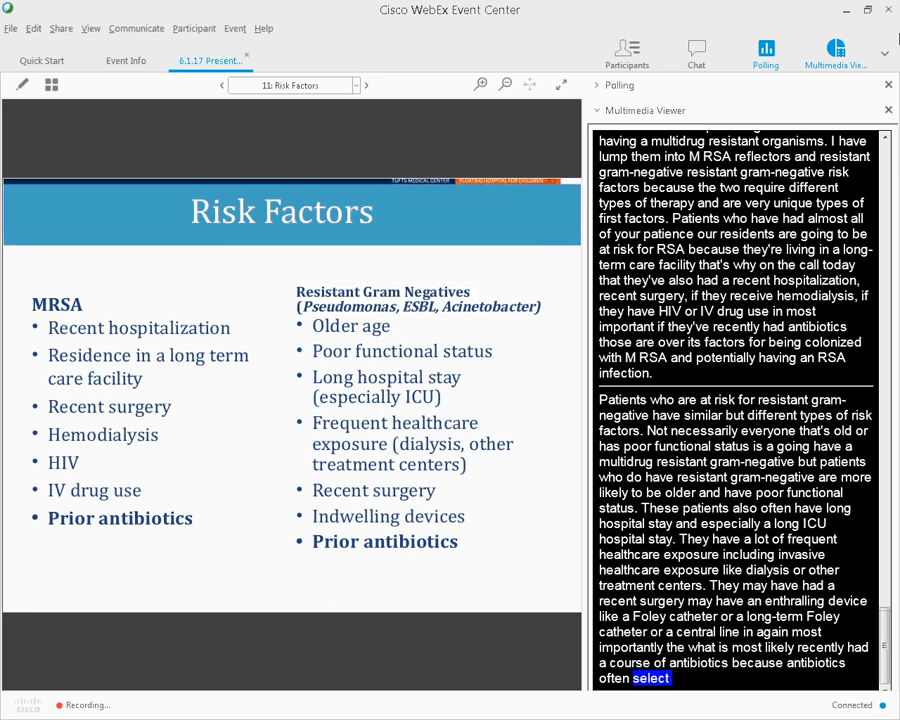 Cisco WebEx Event Center
File Edit Share View Communicate Participant Event Help
Quick Start Event Info 6.1.17 Present...
Participants Chat Polling Multimedia Vie...
11: Risk Factors
Polling
Multimedia Viewer
TUFTS MEDICAL CENTER FLOATING HOSPITAL FOR CHILDREN
Risk Factors
MRSA
• Recent hospitalization
• Residence in a long term
care facility
• Recent surgery
• Hemodialysis
• HIV
• IV drug use
• Prior antibiotics
Resistant Gram Negatives
(Pseudomonas, ESBL, Acinetobacter)
• Older age
• Poor functional status
• Long hospital stay
(especially ICU)
• Frequent healthcare
exposure (dialysis, other
treatment centers)
• Recent surgery
• Indwelling devices
• Prior antibiotics
having a multidrug resistant organisms. I have
lump them into M RSA reflectors and resistant
gram-negative resistant gram-negative risk
factors because the two require different
types of therapy and are very unique types of
first factors. Patients who have had almost all
of your patience our residents are going to be
at risk for RSA because they're living in a long-
term care facility that's why on the call today
that they've also had a recent hospitalization,
recent surgery, if they receive hemodialysis, if
they have HIV or IV drug use in most
important if they've recently had antibiotics
those are over its factors for being colonized
with M RSA and potentially having an RSA
infection.
Patients who are at risk for resistant gram-
negative have similar but different types of risk
factors. Not necessarily everyone that's old or
has poor functional status is a going have a
multidrug resistant gram-negative but patients
who do have resistant gram-negative are more
likely to be older and have poor functional
status. These patients also often have long
hospital stay and especially a long ICU
hospital stay. They have a lot of frequent
healthcare exposure including invasive
healthcare exposure like dialysis or other
treatment centers. They may have had a
recent surgery may have an enthralling device
like a Foley catheter or a long-term Foley
catheter or a central line in again most
importantly the what is most likely recently had
a course of antibiotics because antibiotics
often select
cisco
Recording...
Connected